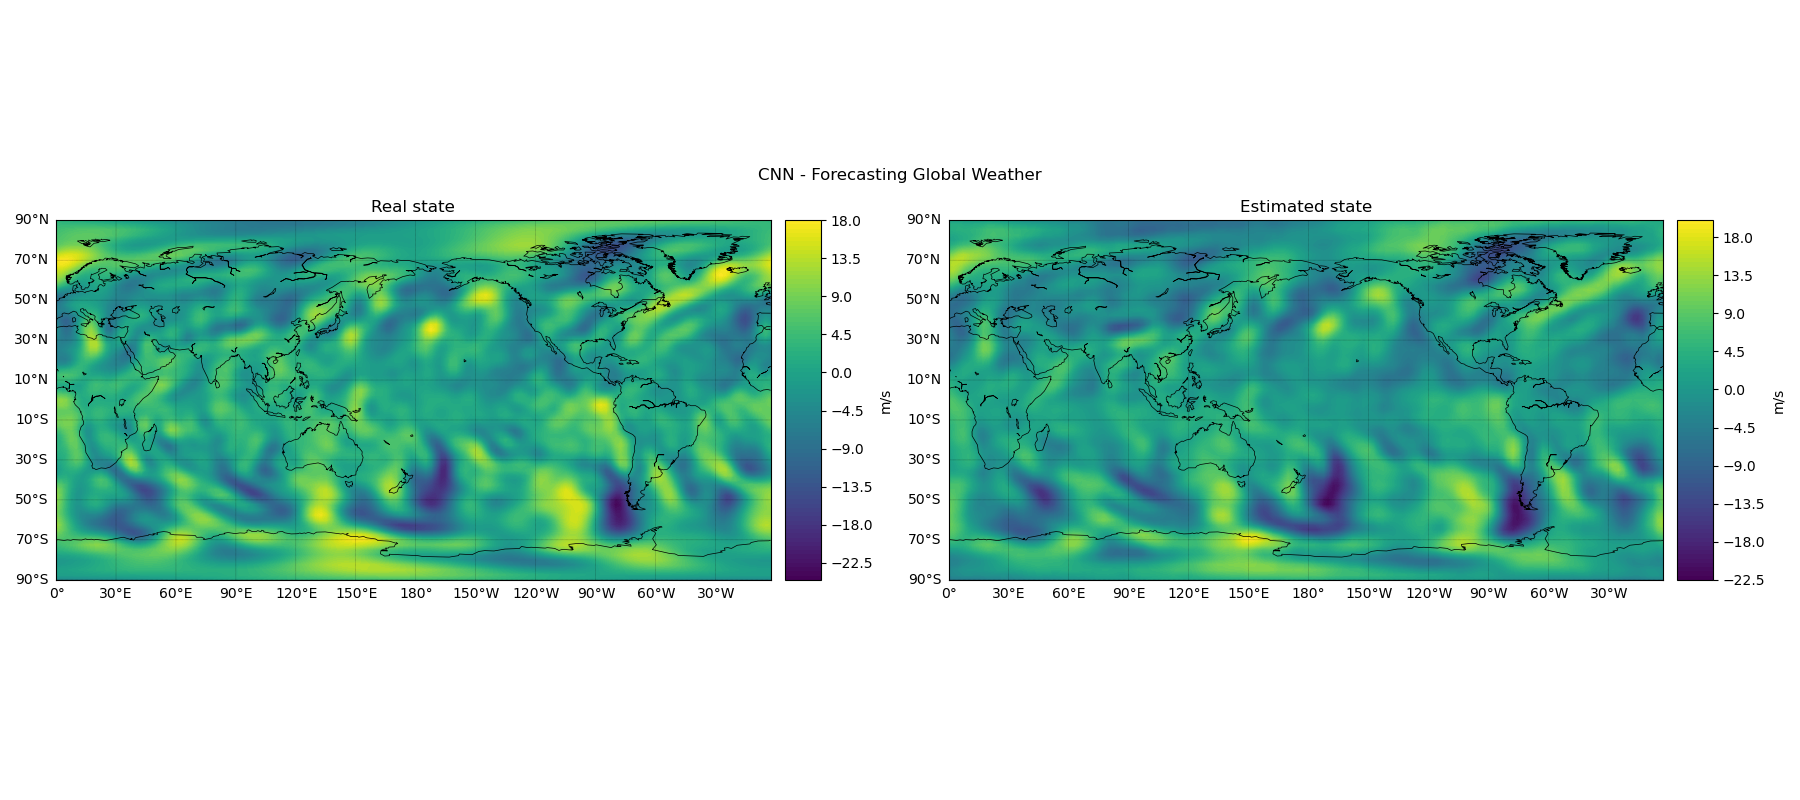 CNN - Forecasting Global Weather
Real state
90°N
70°N
50°N
30°N
10°N
10°S
30°S
50°S
70°S
90°S
0° 30°E 60°E 90°E 120°E 150°E 180° 150°W 120°W 90°W 60°W 30°W
18.0
13.5
9.0
4.5
0.0
−4.5
−9.0
−13.5
−18.0
−22.5
m/s
Estimated state
90°N
70°N
50°N
30°N
10°N
10°S
30°S
50°S
70°S
90°S
0° 30°E 60°E 90°E 120°E 150°E 180° 150°W 120°W 90°W 60°W 30°W
18.0
13.5
9.0
4.5
0.0
−4.5
−9.0
−13.5
−18.0
−22.5
m/s